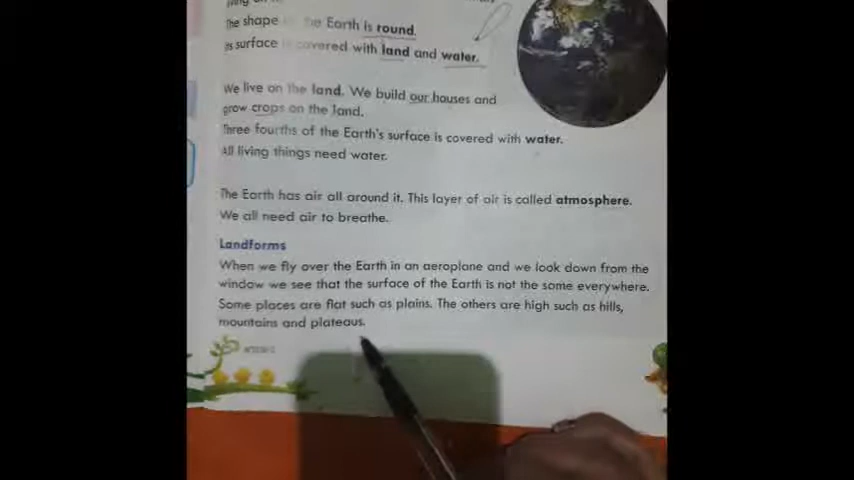 The shape the Earth is round.
its surface is covered with land and water.
We live on the land. We build our houses and
grow crops on the land.
Three fourths of the Earth's surface is covered with water.
All living things need water.
The Earth has air all around it. This layer of air is called atmosphere.
We all need air to breathe.
Landforms
When we fly over the Earth in an aeroplane and we look down from the
window we see that the surface of the Earth is not the some everywhere.
Some places are flat such as plains. The others are high such as hills,
mountains and plateaus.